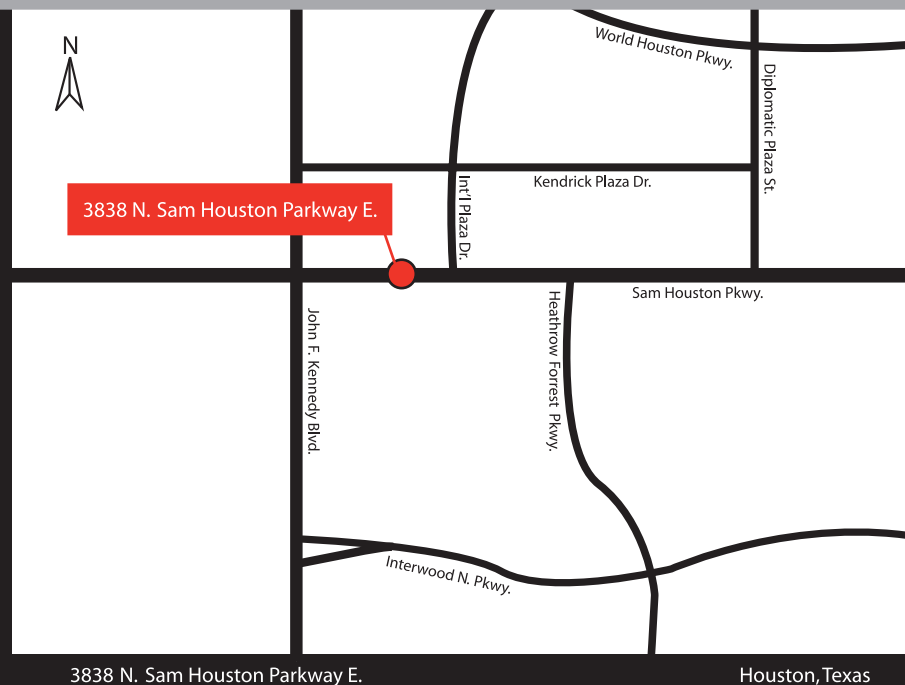 N
World Houston Pkwy.
Diplomatic Plaza St.
Kendrick Plaza Dr.
Int'l Plaza Dr.
3838 N. Sam Houston Parkway E.
Sam Houston Pkwy.
John F. Kennedy Blvd.
Heathrow Forrest Pkwy.
Interwood N. Pkwy.
3838 N. Sam Houston Parkway E.
Houston, Texas